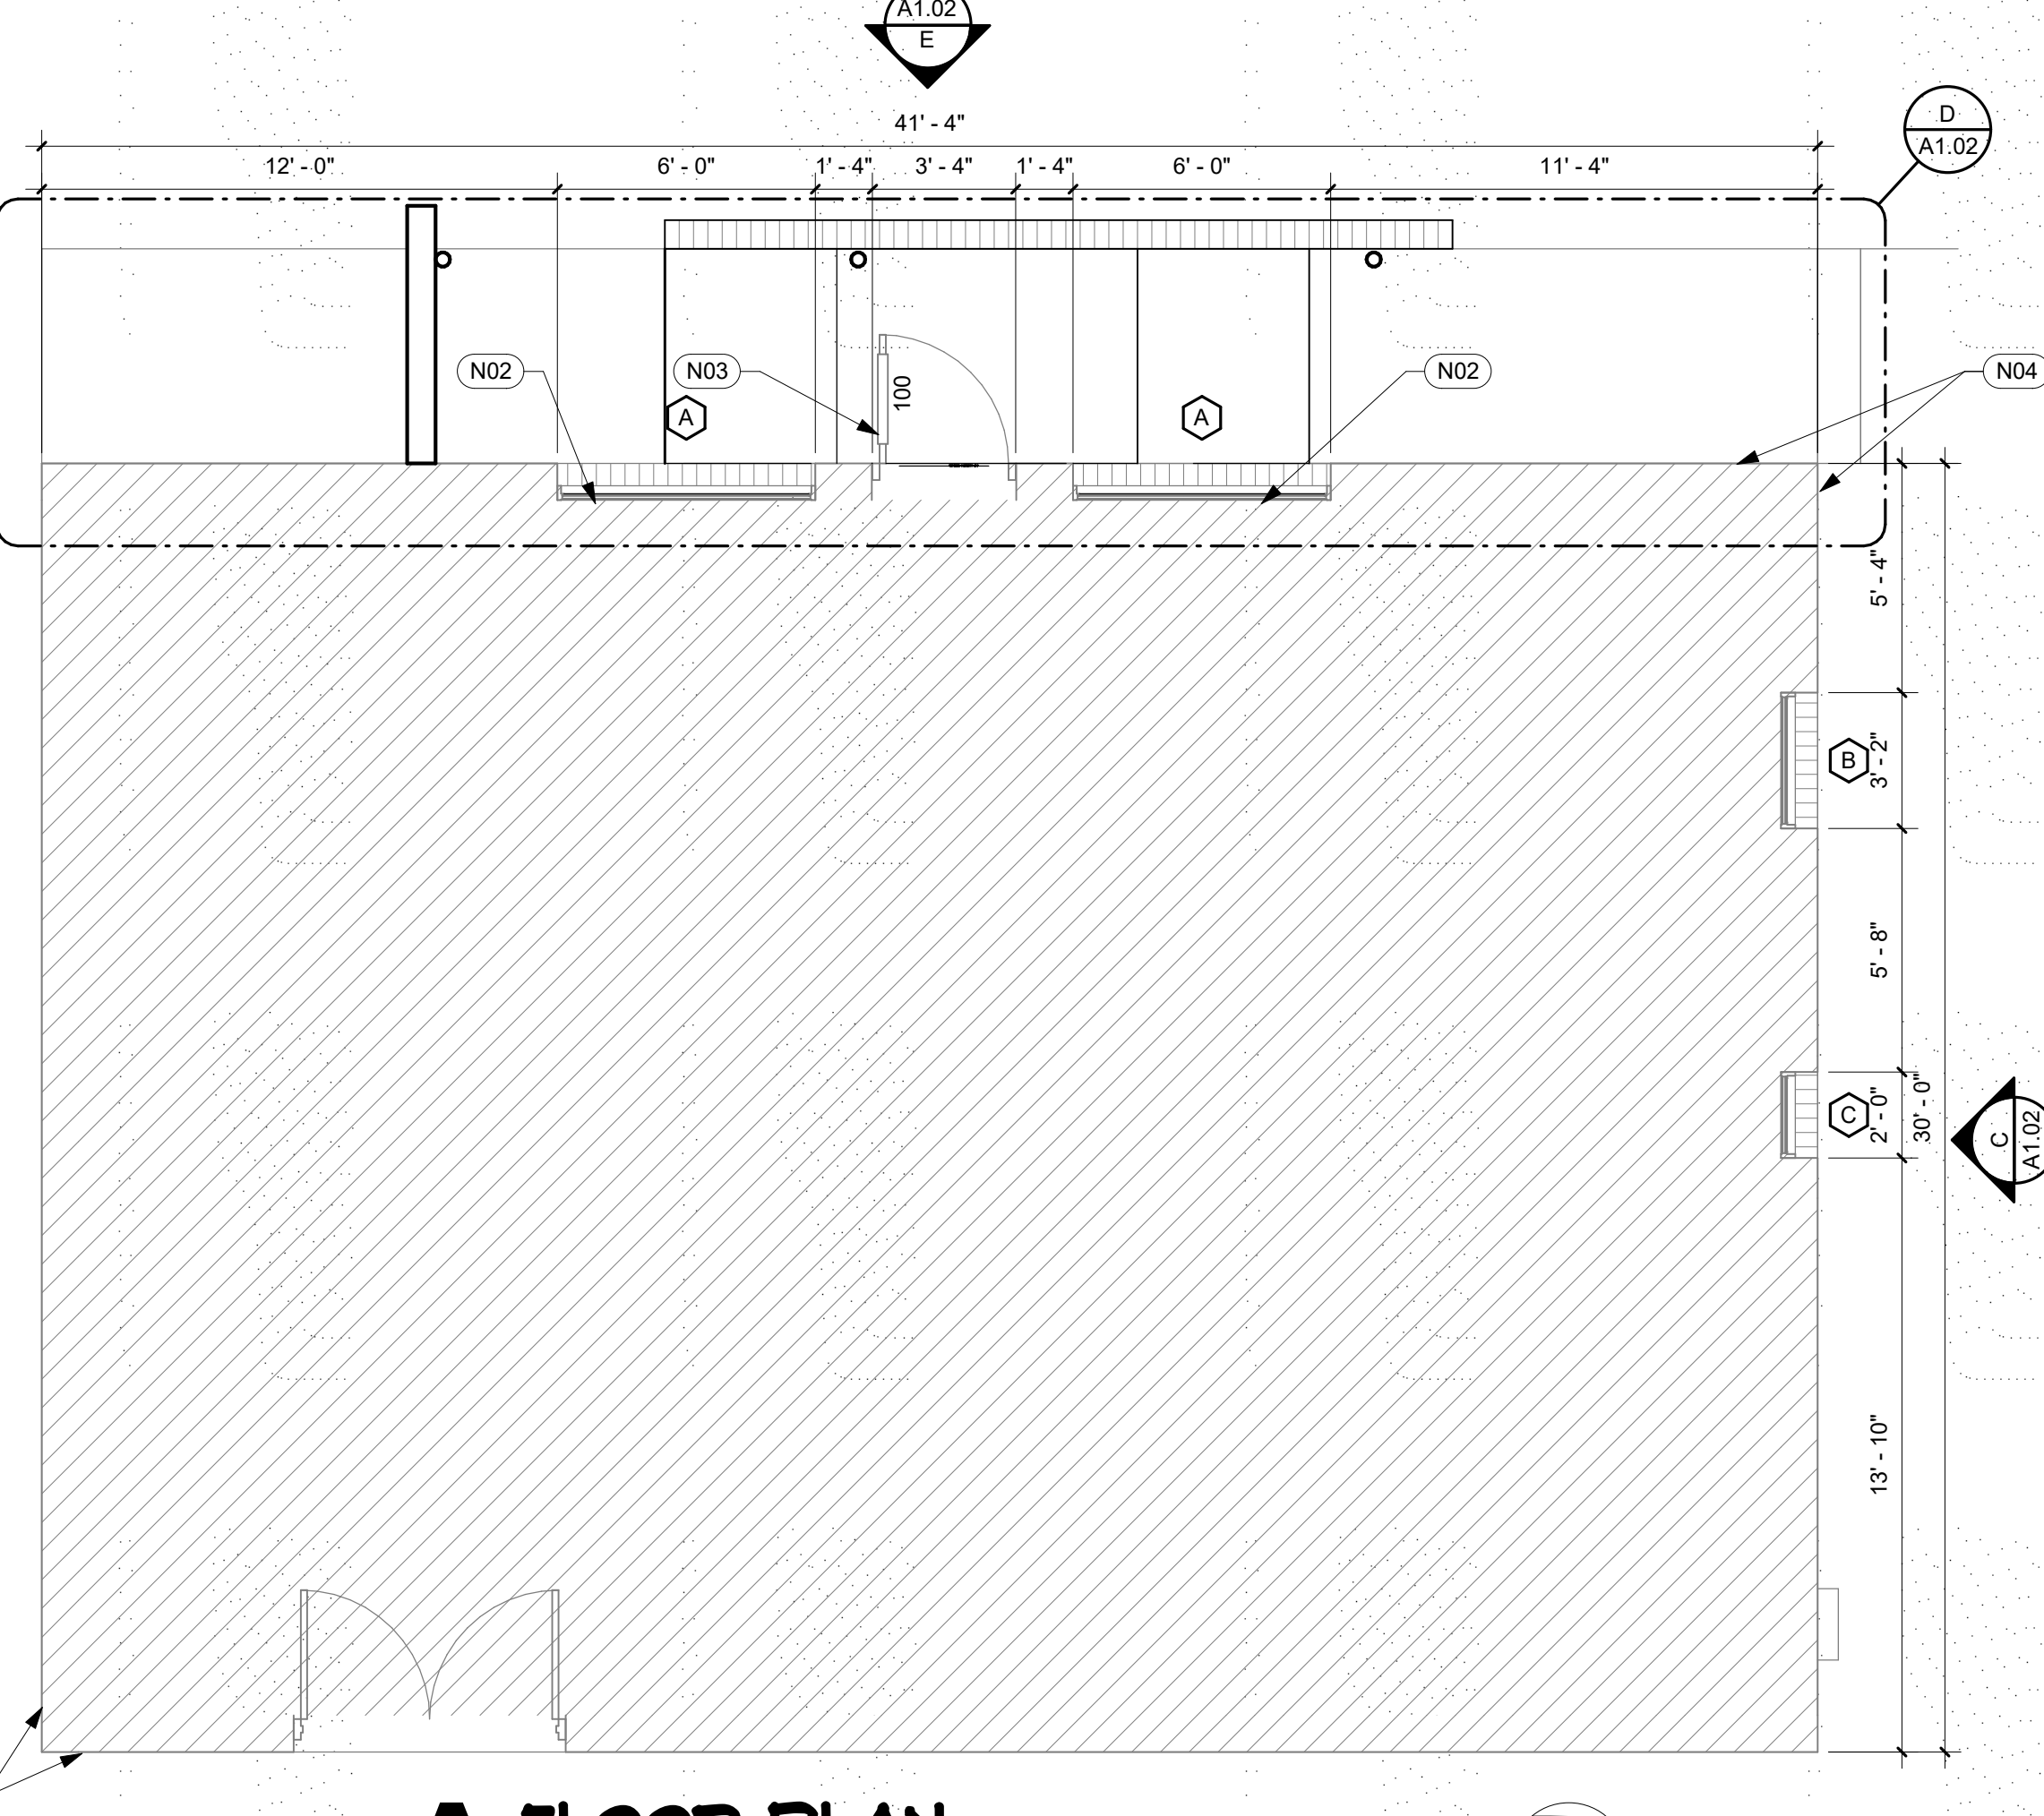 A1.02
E
41' - 4"
D
A1.02
12' - 0"
6' - 0"
1' - 4"
3' - 4"
1' - 4"
6' - 0"
11' - 4"
N02
N03
100
N02
N04
A
A
5' - 4"
B
3' - 2"
5' - 8"
C
2' - 0"
30' - 0"
C
A1.02
13' - 10"
A FLOOR PLAN